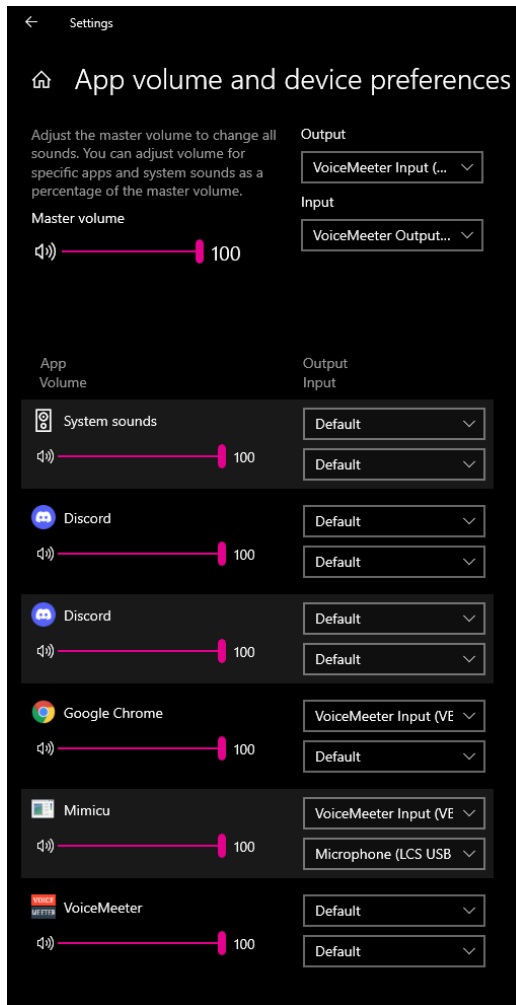 Settings
App volume and device preferences
Adjust the master volume to change all
sounds. You can adjust volume for
specific apps and system sounds as a
percentage of the master volume.
Master volume
100
Output
VoiceMeeter Input (...
Input
VoiceMeeter Output...
App
Volume
Output
Input
System sounds
Default
100
Default
Discord
Default
100
Default
Discord
Default
100
Default
Google Chrome
VoiceMeeter Input (VE
100
Default
Mimicu
VoiceMeeter Input (VE
100
Microphone (LCS USB
VOICE
MEETER
VoiceMeeter
Default
100
Default